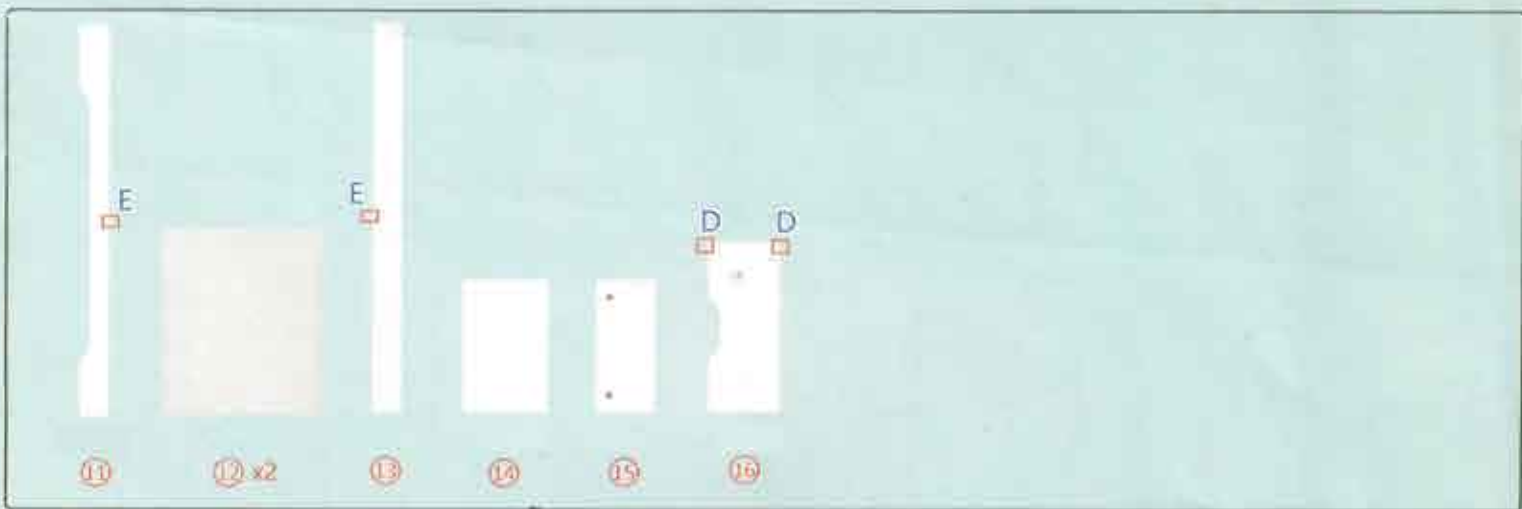 E E
D D
⑪ ⑫ x2 ⑬ ⑭ ⑮ ⑯